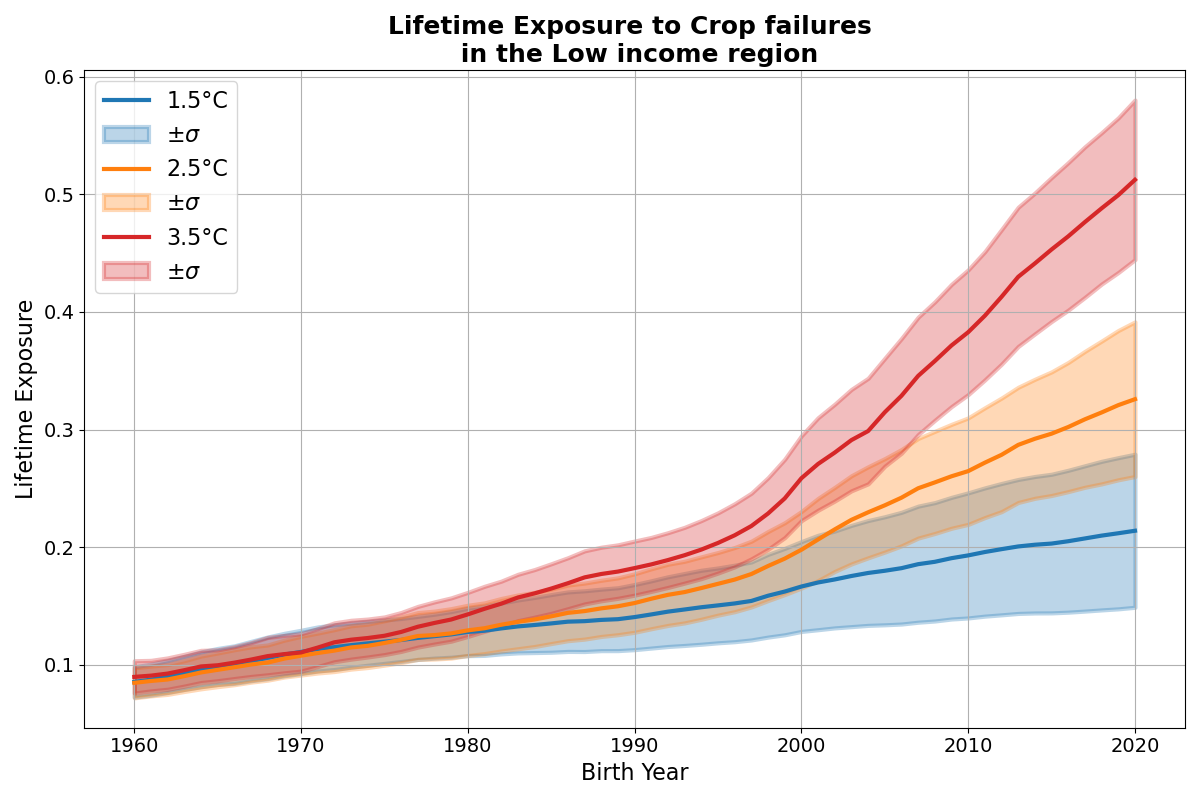 Lifetime Exposure to Crop failures
in the Low income region
0.6
0.5
0.4
0.3
0.2
0.1
Lifetime Exposure
1.5°C
±σ
2.5°C
±σ
3.5°C
±σ
1960 1970 1980 1990 2000 2010 2020
Birth Year